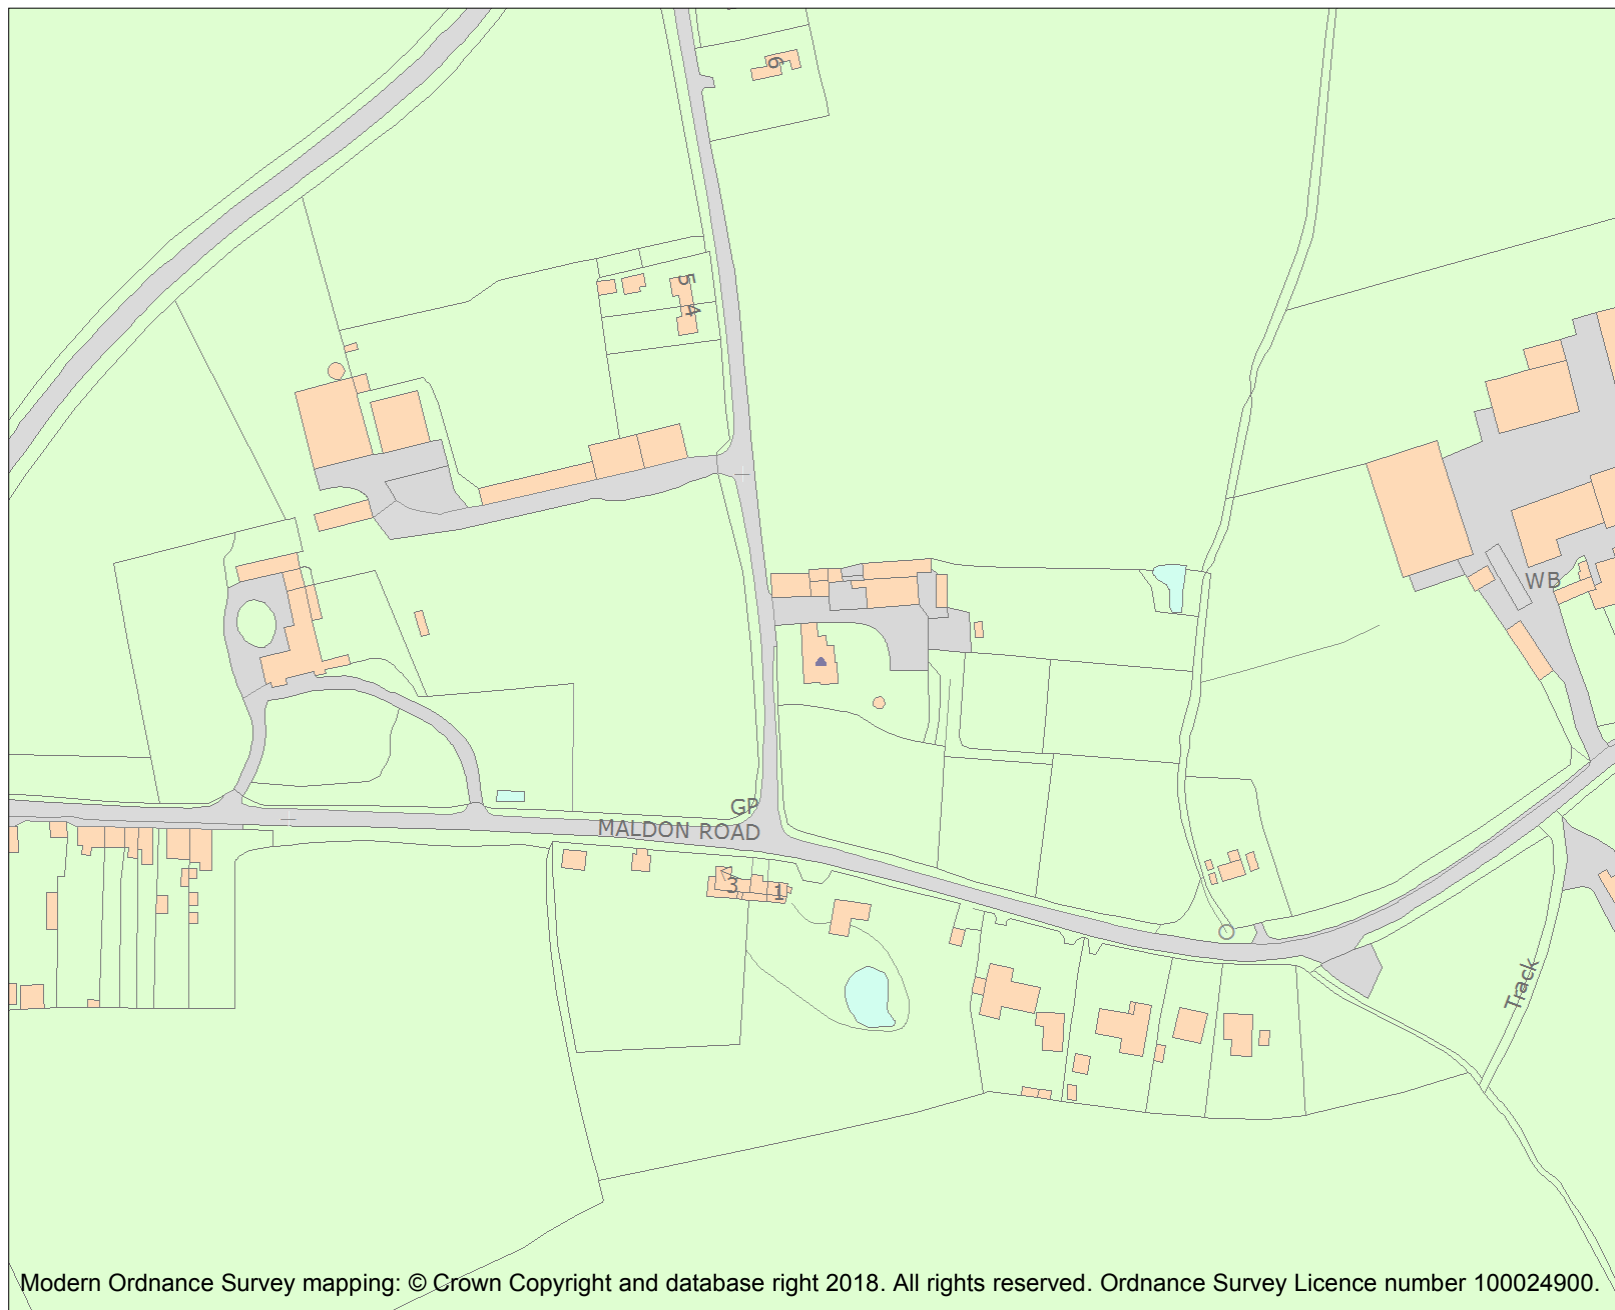 6
5
4
WB
GP
MALDON ROAD
3
1
Track
Modern Ordnance Survey mapping: © Crown Copyright and database right 2018. All rights reserved. Ordnance Survey Licence number 100024900.